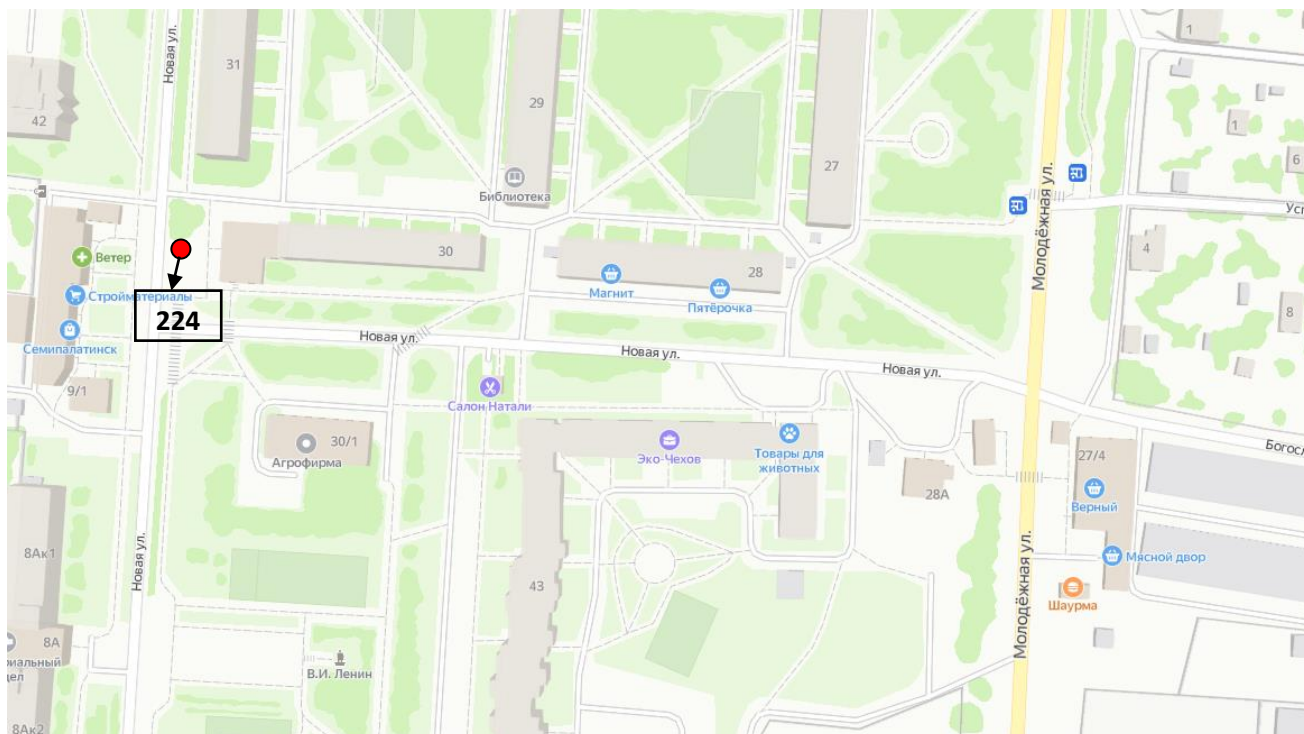 Новая ул.
31
42
29
Библиотека
27
1
1
6
Молодёжная ул.
Ус
Ветер
Стройматериалы
30
28
Магнит
Пятёрочка
4
8
224
Семипалатинск
Новая ул.
Новая ул.
Новая ул.
9/1
Салон Натали
30/1
Агрофирма
Эко-Чехов
Товары для
животных
Богосл
27/4
28А
Верный
8Ак1
Новая ул.
43
Мясной двор
Шаурма
Молодёжная ул.
8А
риальный
дел
В.И. Ленин
8Ак2